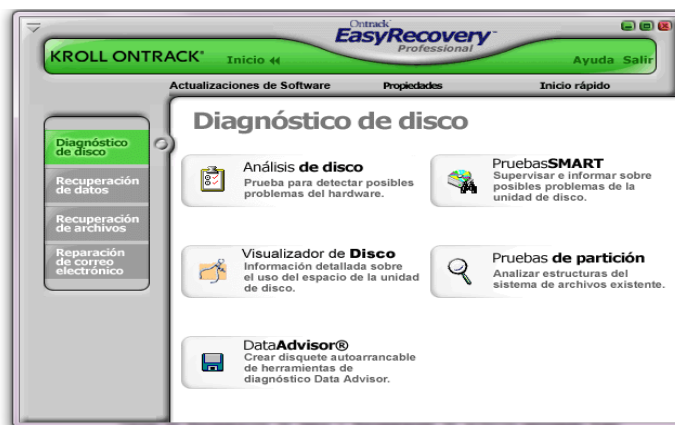 Ontrack
EasyRecovery™
Professional
KROLL ONTRACK®
Inicio
Ayuda Salir
Actualizaciones de Software Propiedades Inicio rápido
Diagnóstico de disco
Diagnóstico
de disco
Recuperación
de datos
Recuperación
de archivos
Reparación
de correo
electrónico
Análisis de disco
Prueba para detectar posibles
problemas del hardware.
PruebasSMART
Supervisar e informar sobre
posibles problemas de la
unidad de disco.
Visualizador de Disco
Información detallada sobre
el uso del espacio de la unidad
de disco.
Pruebas de partición
Analizar estructuras del
sistema de archivos existente.
DataAdvisor®
Crear disquete autoarrancable
de herramientas de
diagnóstico Data Advisor.